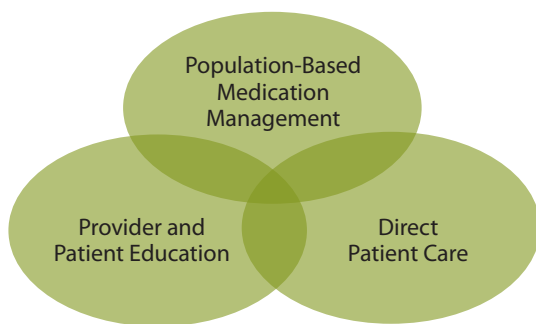 Population-Based
Medication
Management
Provider and
Patient Education
Direct
Patient Care